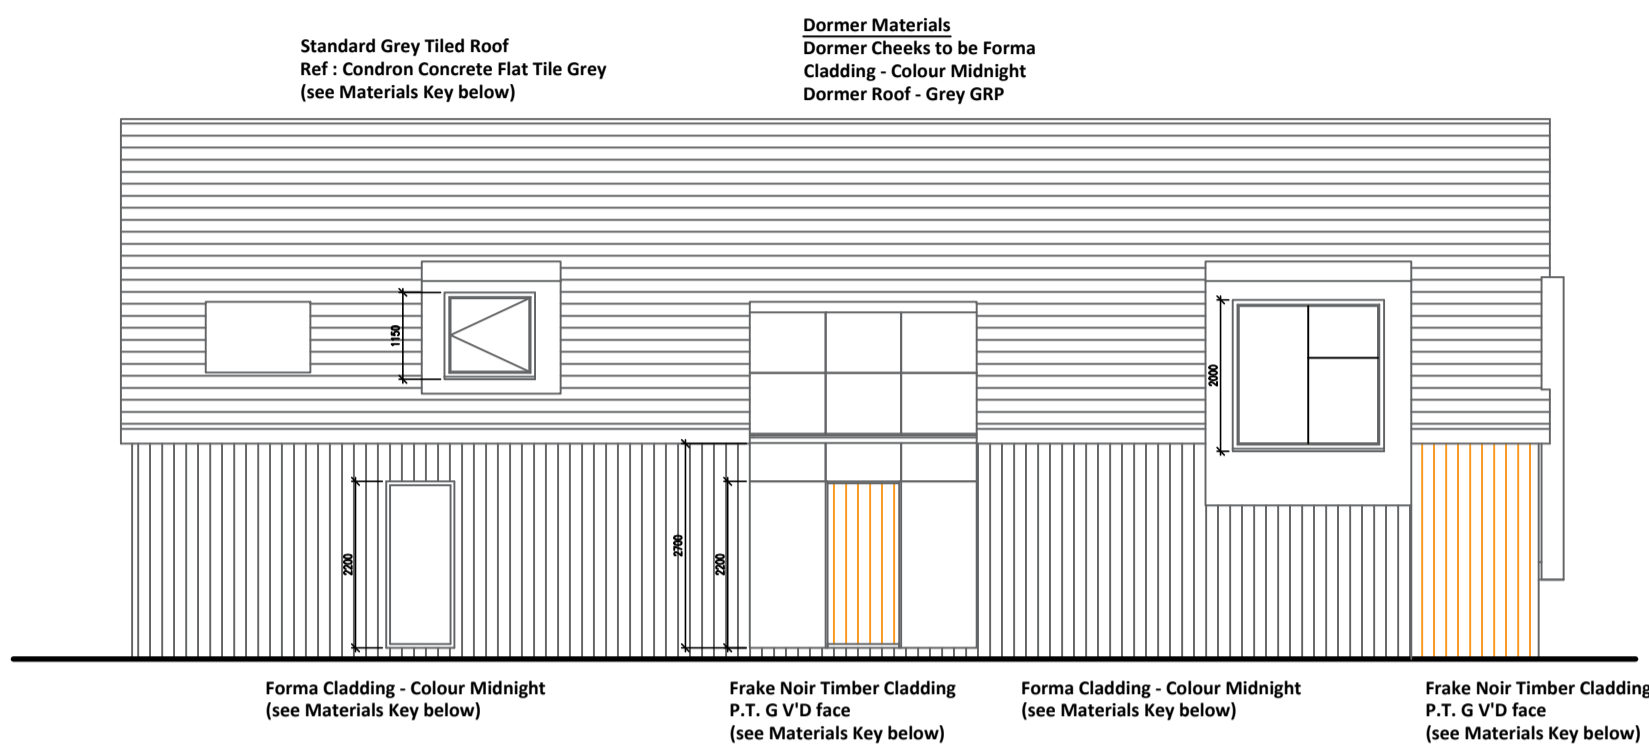 Standard Grey Tiled Roof
Ref : Condron Concrete Flat Tile Grey
(see Materials Key below)
Dormer Materials
Dormer Cheeks to be Forma
Cladding - Colour Midnight
Dormer Roof - Grey GRP
1150
2000
2200
2700
2200
Forma Cladding - Colour Midnight
(see Materials Key below)
Frake Noir Timber Cladding
P.T. G V'D face
(see Materials Key below)
Forma Cladding - Colour Midnight
(see Materials Key below)
Frake Noir Timber Cladding
P.T. G V'D face
(see Materials Key below)